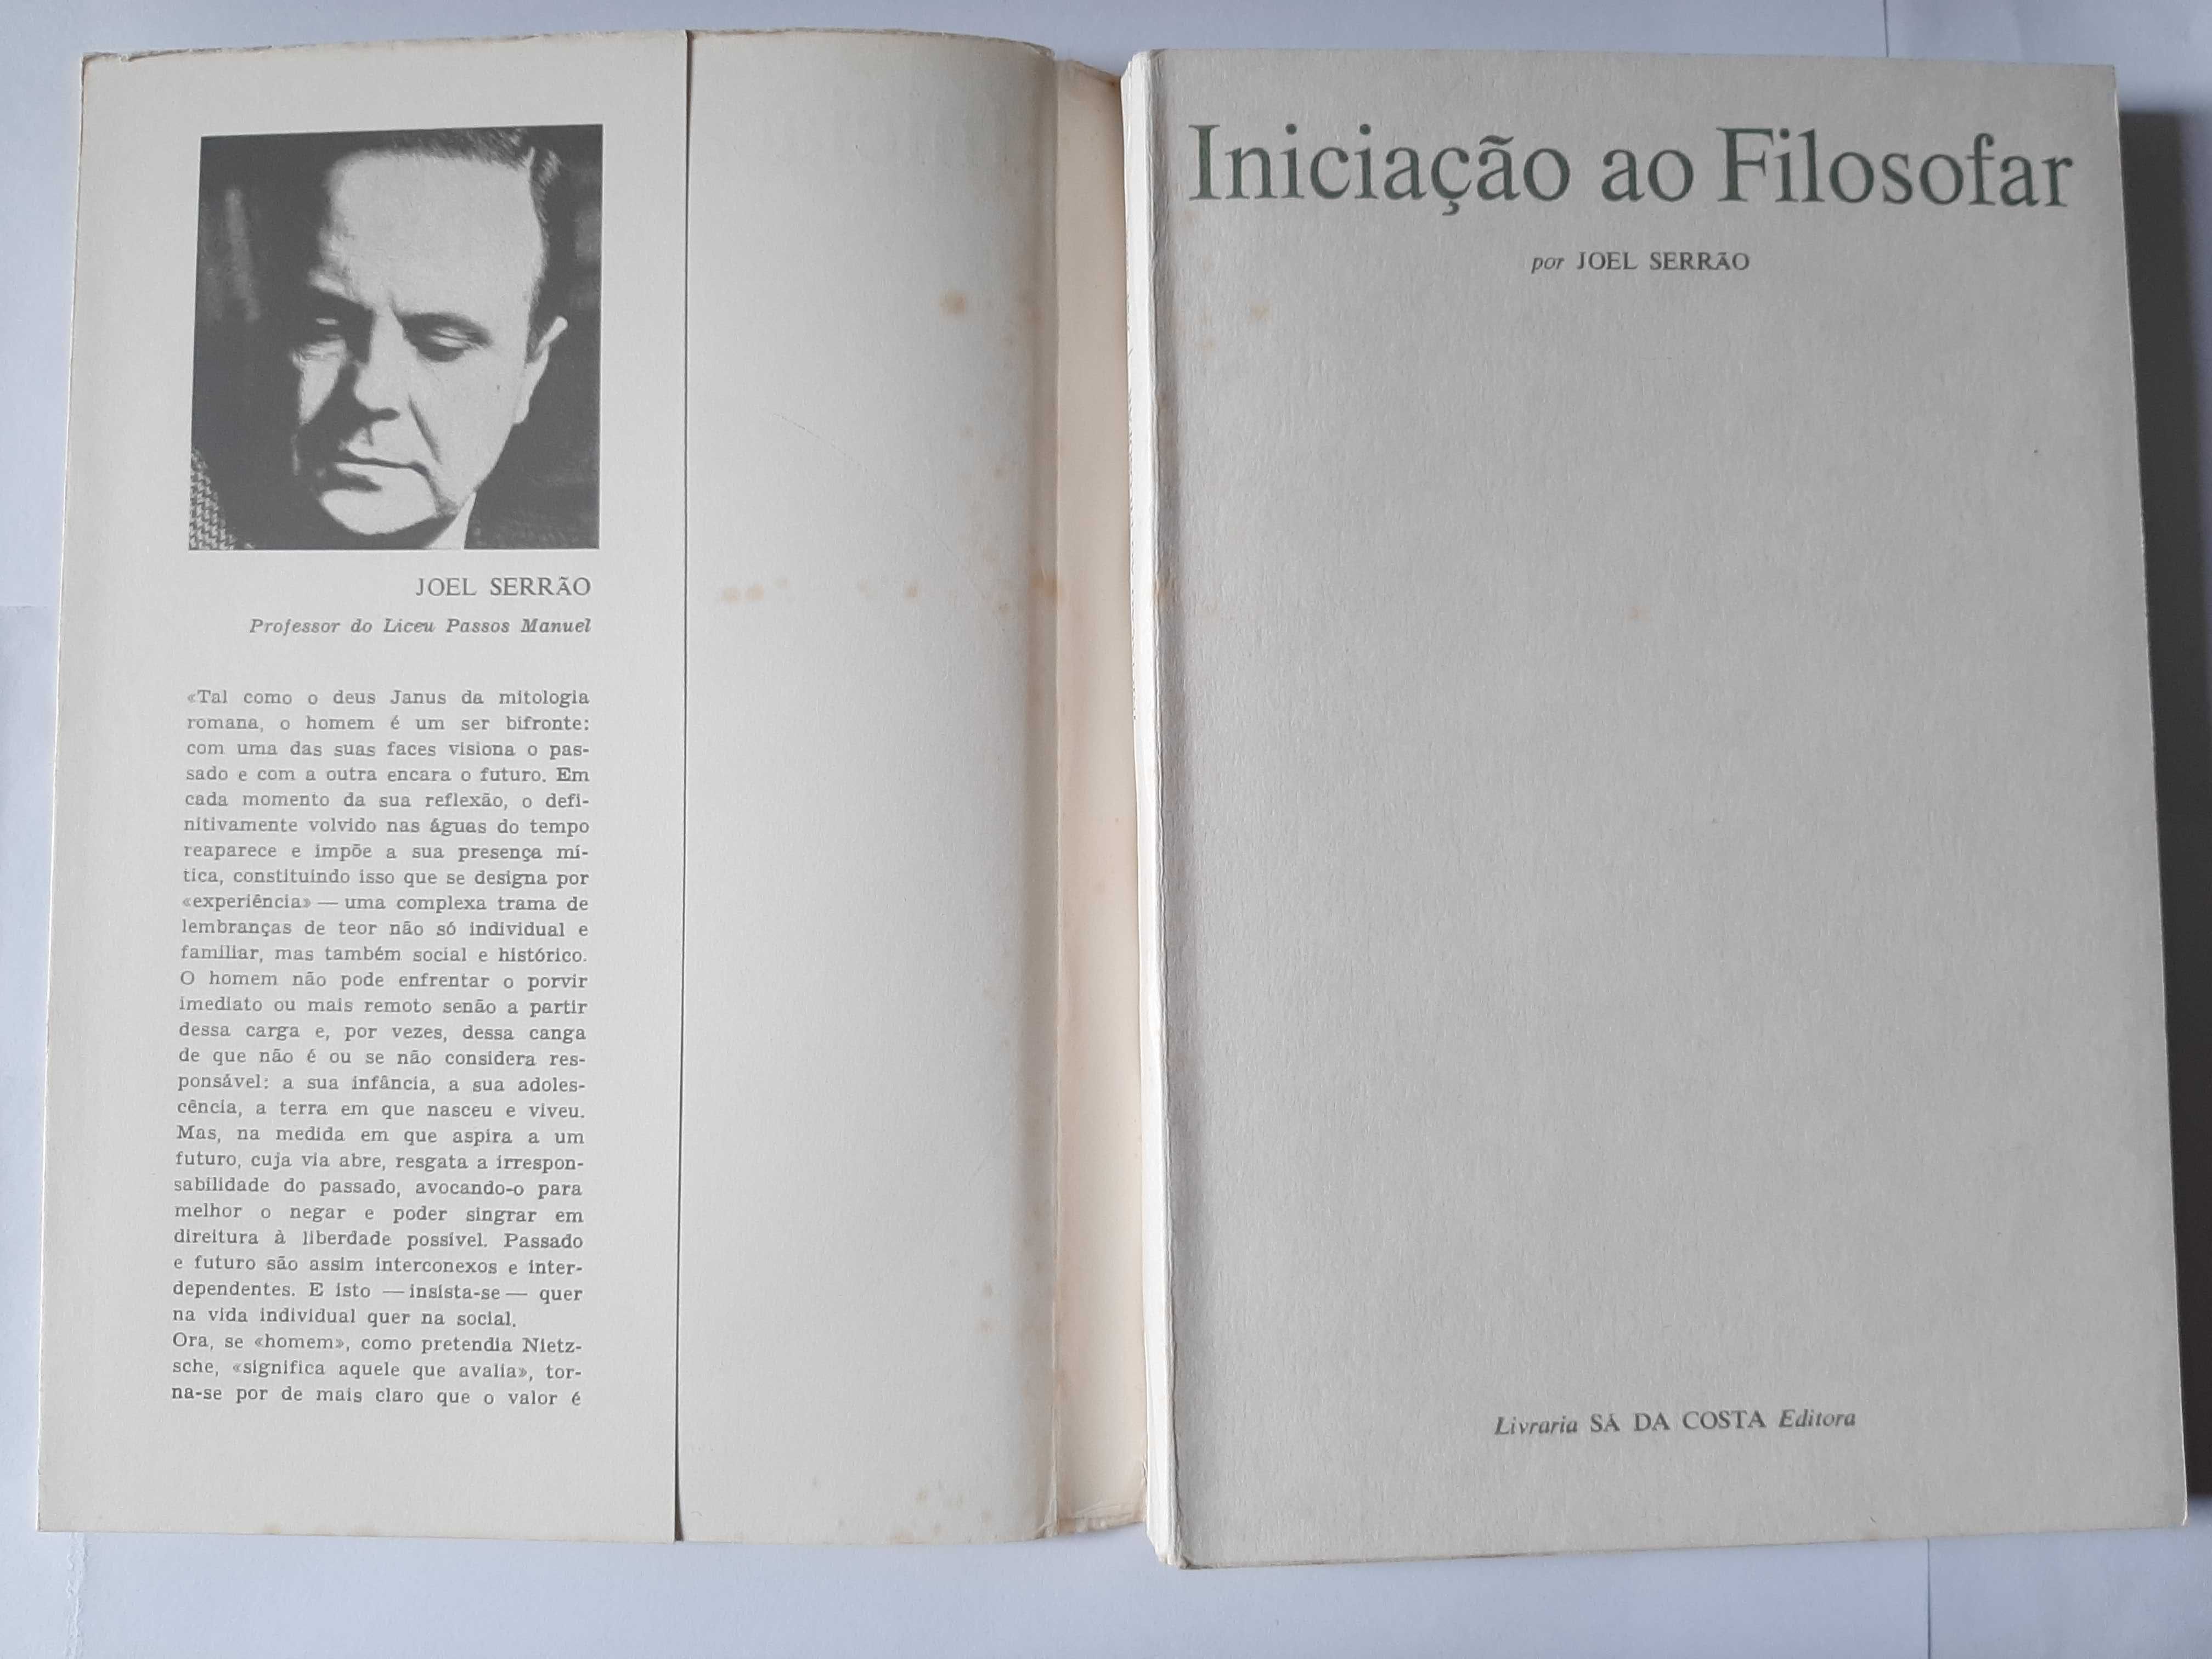 JOEL SERRÃO
Professor do Liceu Passos Manuel
«Tal como o deus Janus da mitologia
romana, o homem é um ser bifronte:
com uma das suas faces visiona o pas-
sado e com a outra encara o futuro. Em
cada momento da sua reflexão, o defi-
nitivamente volvido nas águas do tempo
reaparece e impõe a sua presença mí-
tica, constituindo isso que se designa por
«experiência» — uma complexa trama de
lembranças de teor não só individual e
familiar, mas também social e histórico.
O homem não pode enfrentar o porvir
imediato ou mais remoto senão a partir
dessa carga e, por vezes, dessa canga
de que não é ou se não considera res-
ponsável: a sua infância, a sua adoles-
cência, a terra em que nasceu e viveu.
Mas, na medida em que aspira a um
futuro, cuja via abre, resgata a irrespon-
sabilidade do passado, avocando-o para
melhor o negar e poder singrar em
direitura à liberdade possível. Passado
e futuro são assim interconexos e inter-
dependentes. E isto — insista-se — quer
na vida individual quer na social.
Ora, se «homem», como pretendia Nietz-
sche, «significa aquele que avalia», tor-
na-se por de mais claro que o valor é
Iniciação ao Filosofar
por JOEL SERRÃO
Livraria SÁ DA COSTA Editora